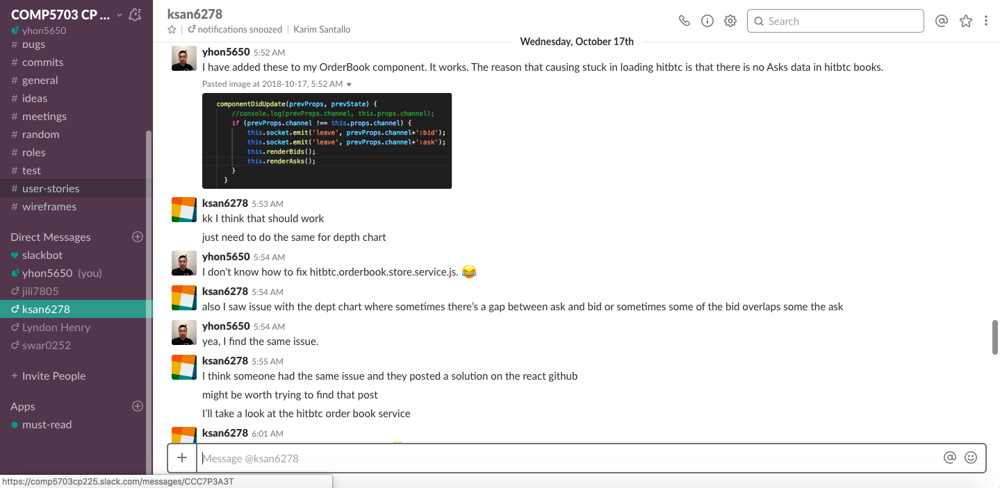 COMP5703 CP ...
yhon5650
# bugs
# commits
# general
# ideas
# meetings
# random
# roles
# test
# user-stories
# wireframes
Direct Messages
slackbot
yhon5650 (you)
jili7805
ksan6278
Lyndon Henry
swar0252
+ Invite People
Apps
must-read
https://comp5703cp225.slack.com/messages/CCC7P3A3T
ksan6278
notifications snoozed | Karim Santallo
Search
Wednesday, October 17th
yhon5650 5:52 AM
I have added these to my OrderBook component. It works. The reason that causing stuck in loading hitbtc is that there is no Asks data in hitbtc books.
Pasted image at 2018-10-17, 5:52 AM
componentDidUpdate(prevProps, prevState) {
//console.log(prevProps.channel, this.props.channel);
if (prevProps.channel !== this.props.channel) {
this.socket.emit('leave', prevProps.channel+':bid');
this.socket.emit('leave', prevProps.channel+':ask');
this.renderBids();
this.renderAsks();
}
}
ksan6278 5:53 AM
kk I think that should work
just need to do the same for depth chart
yhon5650 5:54 AM
I don't know how to fix hitbtc.orderbook.store.service.js. 😂
ksan6278 5:54 AM
also I saw issue with the dept chart where sometimes there's a gap between ask and bid or sometimes some of the bid overlaps some the ask
yhon5650 5:54 AM
yea, I find the same issue.
ksan6278 5:55 AM
I think someone had the same issue and they posted a solution on the react github
might be worth trying to find that post
I'll take a look at the hitbtc order book service
ksan6278 6:01 AM
Message @ksan6278